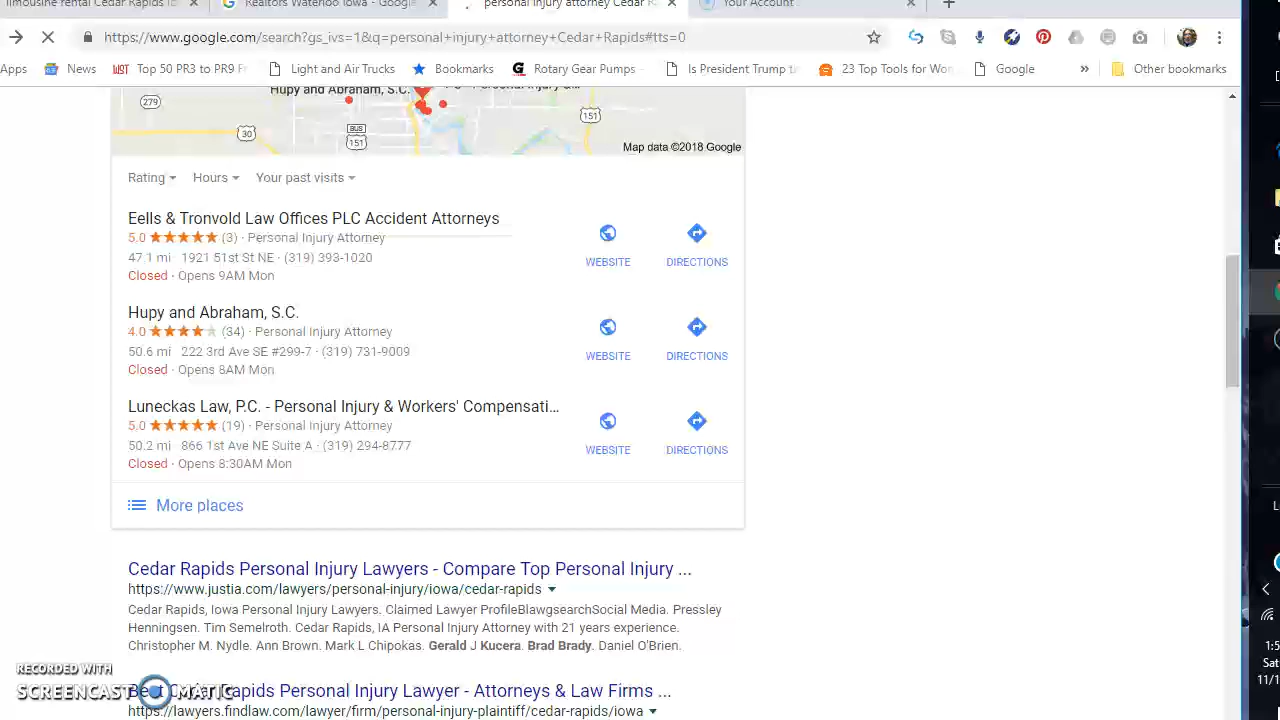 limousine rental Cedar Rapids
Realtors Waterloo Iowa - Google
personal injury attorney Cedar R
Your Account
https://www.google.com/search?gs_ivs=1&q=personal+injury+attorney+Cedar+Rapids#tts=0
Apps
News
Top 50 PR3 to PR9 Fr
Light and Air Trucks
Bookmarks
Rotary Gear Pumps -
Is President Trump
23 Top Tools for Wor
Google
Other bookmarks
279
Hupy and Abraham, S.C.
30
BUS
151
151
Map data ©2018 Google
Rating
Hours
Your past visits
Eells & Tronvold Law Offices PLC Accident Attorneys
5.0 (3) · Personal Injury Attorney
47.1 mi · 1921 51st St NE · (319) 393-1020
Closed · Opens 9AM Mon
WEBSITE
DIRECTIONS
Hupy and Abraham, S.C.
4.0 (34) · Personal Injury Attorney
50.6 mi · 222 3rd Ave SE #299-7 · (319) 731-9009
Closed · Opens 8AM Mon
WEBSITE
DIRECTIONS
Luneckas Law, P.C. - Personal Injury & Workers' Compensati...
5.0 (19) · Personal Injury Attorney
50.2 mi · 866 1st Ave NE Suite A · (319) 294-8777
Closed · Opens 8:30AM Mon
WEBSITE
DIRECTIONS
More places
Cedar Rapids Personal Injury Lawyers - Compare Top Personal Injury ...
https://www.justia.com/lawyers/personal-injury/iowa/cedar-rapids
Cedar Rapids, Iowa Personal Injury Lawyers. Claimed Lawyer ProfileBlawgsearchSocial Media. Pressley
Henningsen. Tim Semelroth. Cedar Rapids, IA Personal Injury Attorney with 21 years experience.
Christopher M. Nydle. Ann Brown. Mark L Chipokas. Gerald J Kucera. Brad Brady. Daniel O'Brien.
RECORDED WITH
SCREENCAST MATIC
Rapids Personal Injury Lawyer - Attorneys & Law Firms ...
https://lawyers.findlaw.com/lawyer/firm/personal-injury-plaintiff/cedar-rapids/iowa
1:5
Sat
11/1